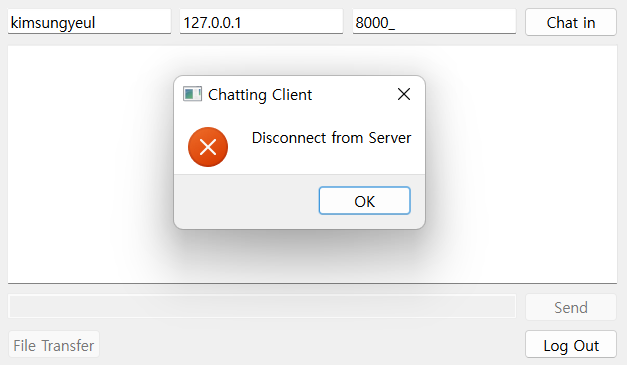 kimsungyeul 127.0.0.1 8000_ Chat in
Chatting Client
Disconnect from Server
OK
Send
File Transfer Log Out